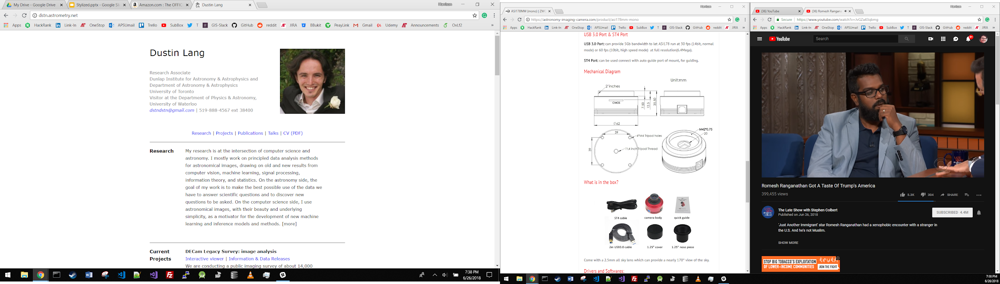 My Drive - Google Drive
Stylized.pptx - Google Sli
Amazon.com : The OFFIC
Dustin Lang
Harrison
dstn.astrometry.net
Apps HackRank Link-In OneStop APSUmail Trello SubBox T GIS-Slack GitHub reddit JIRA BBukit PeayLink Gmail Udemy Announcements OvLf2 »
Dustin Lang
Research Associate
Dunlap Institute for Astronomy & Astrophysics and
Department of Astronomy & Astrophysics
University of Toronto
Visitor at the Department of Physics & Astronomy,
University of Waterloo
dstndstn@gmail.com | 519-888-4567 ext 38400
Research | Projects | Publications | Talks | CV (PDF)
Research
My research is at the intersection of computer science and
astronomy. I mostly work on principled data analysis methods
for astronomical images, drawing on old and new results from
computer vision, machine learning, signal processing,
information theory, and statistics. On the astronomy side, the
goal of my work is to make the best possible use of the data we
have to answer scientific questions and to discover new
questions to be asked. On the computer science side, I use
astronomical images, with their beauty and underlying
simplicity, as a motivator for the development of new machine
learning and inference models and methods. [more]
Current
Projects
DECam Legacy Survey: image analysis
Interactive viewer | Information & Data Releases
We are conducting a public imaging survey of about 14,000
7:38 PM
6/26/2018
ASI178MM (mono) | ZWO
Harrison
https://astronomy-imaging-camera.com/product/asi178mm-mono
Apps HackRank Link-In OneStop APSUmail Trello SubBox T GIS-Slack GitHub reddit JIRA »
USB 3.0 Port & ST4 Port
USB 3.0 Port: can provide 5Gb bandwidth to let ASI178 run at 30 fps (14bit, normal
mode) or 60 fps (10bit, high speed mode) at full resolution(6.4Mega).
ST4 Port: can be used connect with auto guide port of mount, for guiding.
Mechanical Diagram
Unit:mm
2"inches
CMOS
7.50
12.5
35.50
∅62
39
39
4*M4 Tripod holes
1\4 inch Tripod Thread
M42*0.75
20
What is in the box?
ST4 cable
camera body
quick guide
2m USB3.0 cable
1.25" cover
1.25" nose piece
Come with a 2.5mm all sky lens which can provide a nearly 170° view of the sky.
Drivers and Softwares:
(36) YouTube
(36) Romesh Rangana
Harrison
Secure | https://www.youtube.com/watch?v=JvGZa43qbmg
Apps HackRank Link-In OneStop APSUmail Trello SubBox T GIS-Slack GitHub reddit JIRA »
YouTube
Search
9+
LATE
SHOW
stephen
Romesh Ranganathan Got A Taste Of Trump's America
399,455 views
5.3K
304
SHARE
The Late Show with Stephen Colbert
Published on Jun 26, 2018
SUBSCRIBED 4.4M
'Just Another Immigrant' star Romesh Ranganathan had a xenophobic encounter with a stranger in
the U.S. And he's not Muslim.
SHOW MORE
STOP BIG TOBACCO'S EXPLOITATION
OF LOWER-INCOME COMMUNITIES
JOIN THE FIGHT
7:38 PM
6/26/2018